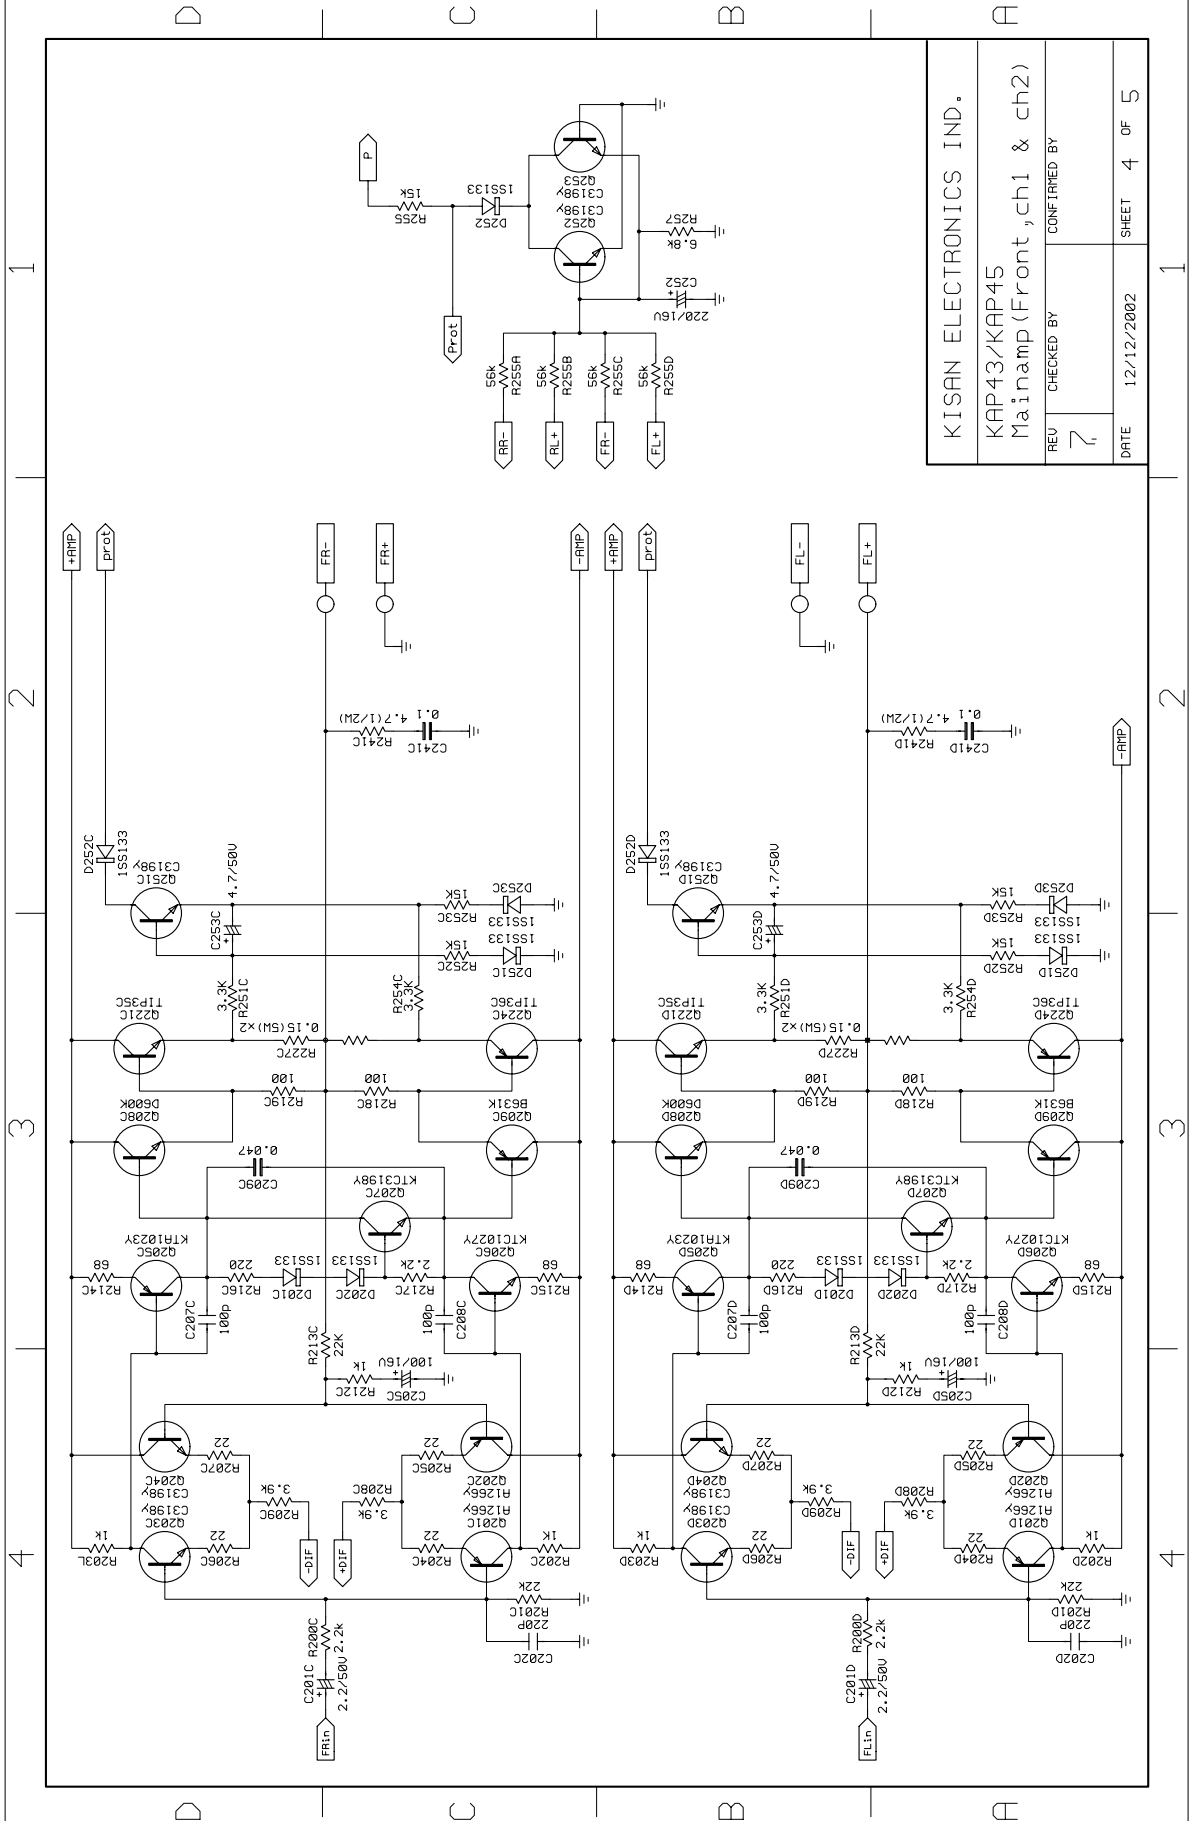 D
C
B
A
1
2
3
4
1
2
3
4
D
C
B
A
KISAN ELECTRONICS IND.
KAP43/KAP45
Mainamp(Front,ch1 & ch2)
REV
7.
CHECKED BY
CONFIRMED BY
DATE
12/12/2002
SHEET 4 OF 5
P
15k
R255
1SS133
D252
Prot
Q253
C3198y
C3198y
Q252
R257
6.8k
C252
+
220/16V
56k
R255A
56k
R255B
56k
R255C
56k
R255D
RR-
RL+
FR-
FL+
+AMP
prot
FR-
FR+
-AMP
D252C
1SS133
C3198y
Q251C
4.7/50V
C253C
+
3.3K
R251C
R254C
3.3K
15K
R253C
D253C
1SS133
15K
R252C
1SS133
D251C
4.7(1/2W)
R241C
0.1
C241C
TIP35C
Q221C
0.15(5W)x2
R227C
TIP36C
Q224C
100
R219C
100
R218C
D600K
Q208C
B631K
Q209C
0.047
C209C
KTC3198Y
Q207C
KTA1023Y
Q205C
68
R214C
220
R216C
1SS133
D201C
1SS133
D202C
2.2K
R217C
KTC1027Y
Q206C
68
R215C
C207C
100p
100p
C208C
R213C
22K
1k
R212C
100/16V
+
C205C
Q204C
C3198y
C3198y
Q203C
22
R207C
22
R206C
3.9k
R209C
-DIF
+DIF
R208C
3.9k
22
R205C
22
R204C
Q202C
A1266y
A1266y
Q201C
1k
R203L
1k
R202C
22k
R201C
220P
C202C
R200C
2.2k
C201C
+
2.2/50V
FRin
+AMP
prot
FL-
FL+
-AMP
D252D
1SS133
C3198y
Q251D
4.7/50V
C253D
+
3.3K
R251D
R254D
3.3K
15K
R253D
D253D
1SS133
15K
R252D
1SS133
D251D
4.7(1/2W)
R241D
0.1
C241D
TIP35C
Q221D
0.15(5W)x2
R227D
TIP36C
Q224D
100
R219D
100
R218D
D600K
Q208D
B631K
Q209D
0.047
C209D
KTC3198Y
Q207D
KTA1023Y
Q205D
68
R214D
220
R216D
1SS133
D201D
1SS133
D202D
2.2k
R217D
KTC1027Y
Q206D
68
R215D
C207D
100p
100p
C208D
R213D
22K
1k
R212D
100/16V
+
C205D
Q204D
C3198y
C3198y
Q203D
22
R207D
22
R206D
3.9k
R209D
-DIF
+DIF
R208D
3.9k
22
R205D
22
R204D
Q202D
A1266y
A1266y
Q201D
1k
R203D
1k
R202D
22k
R201D
220P
C202D
R200D
2.2k
C201D
+
2.2/50V
FLin